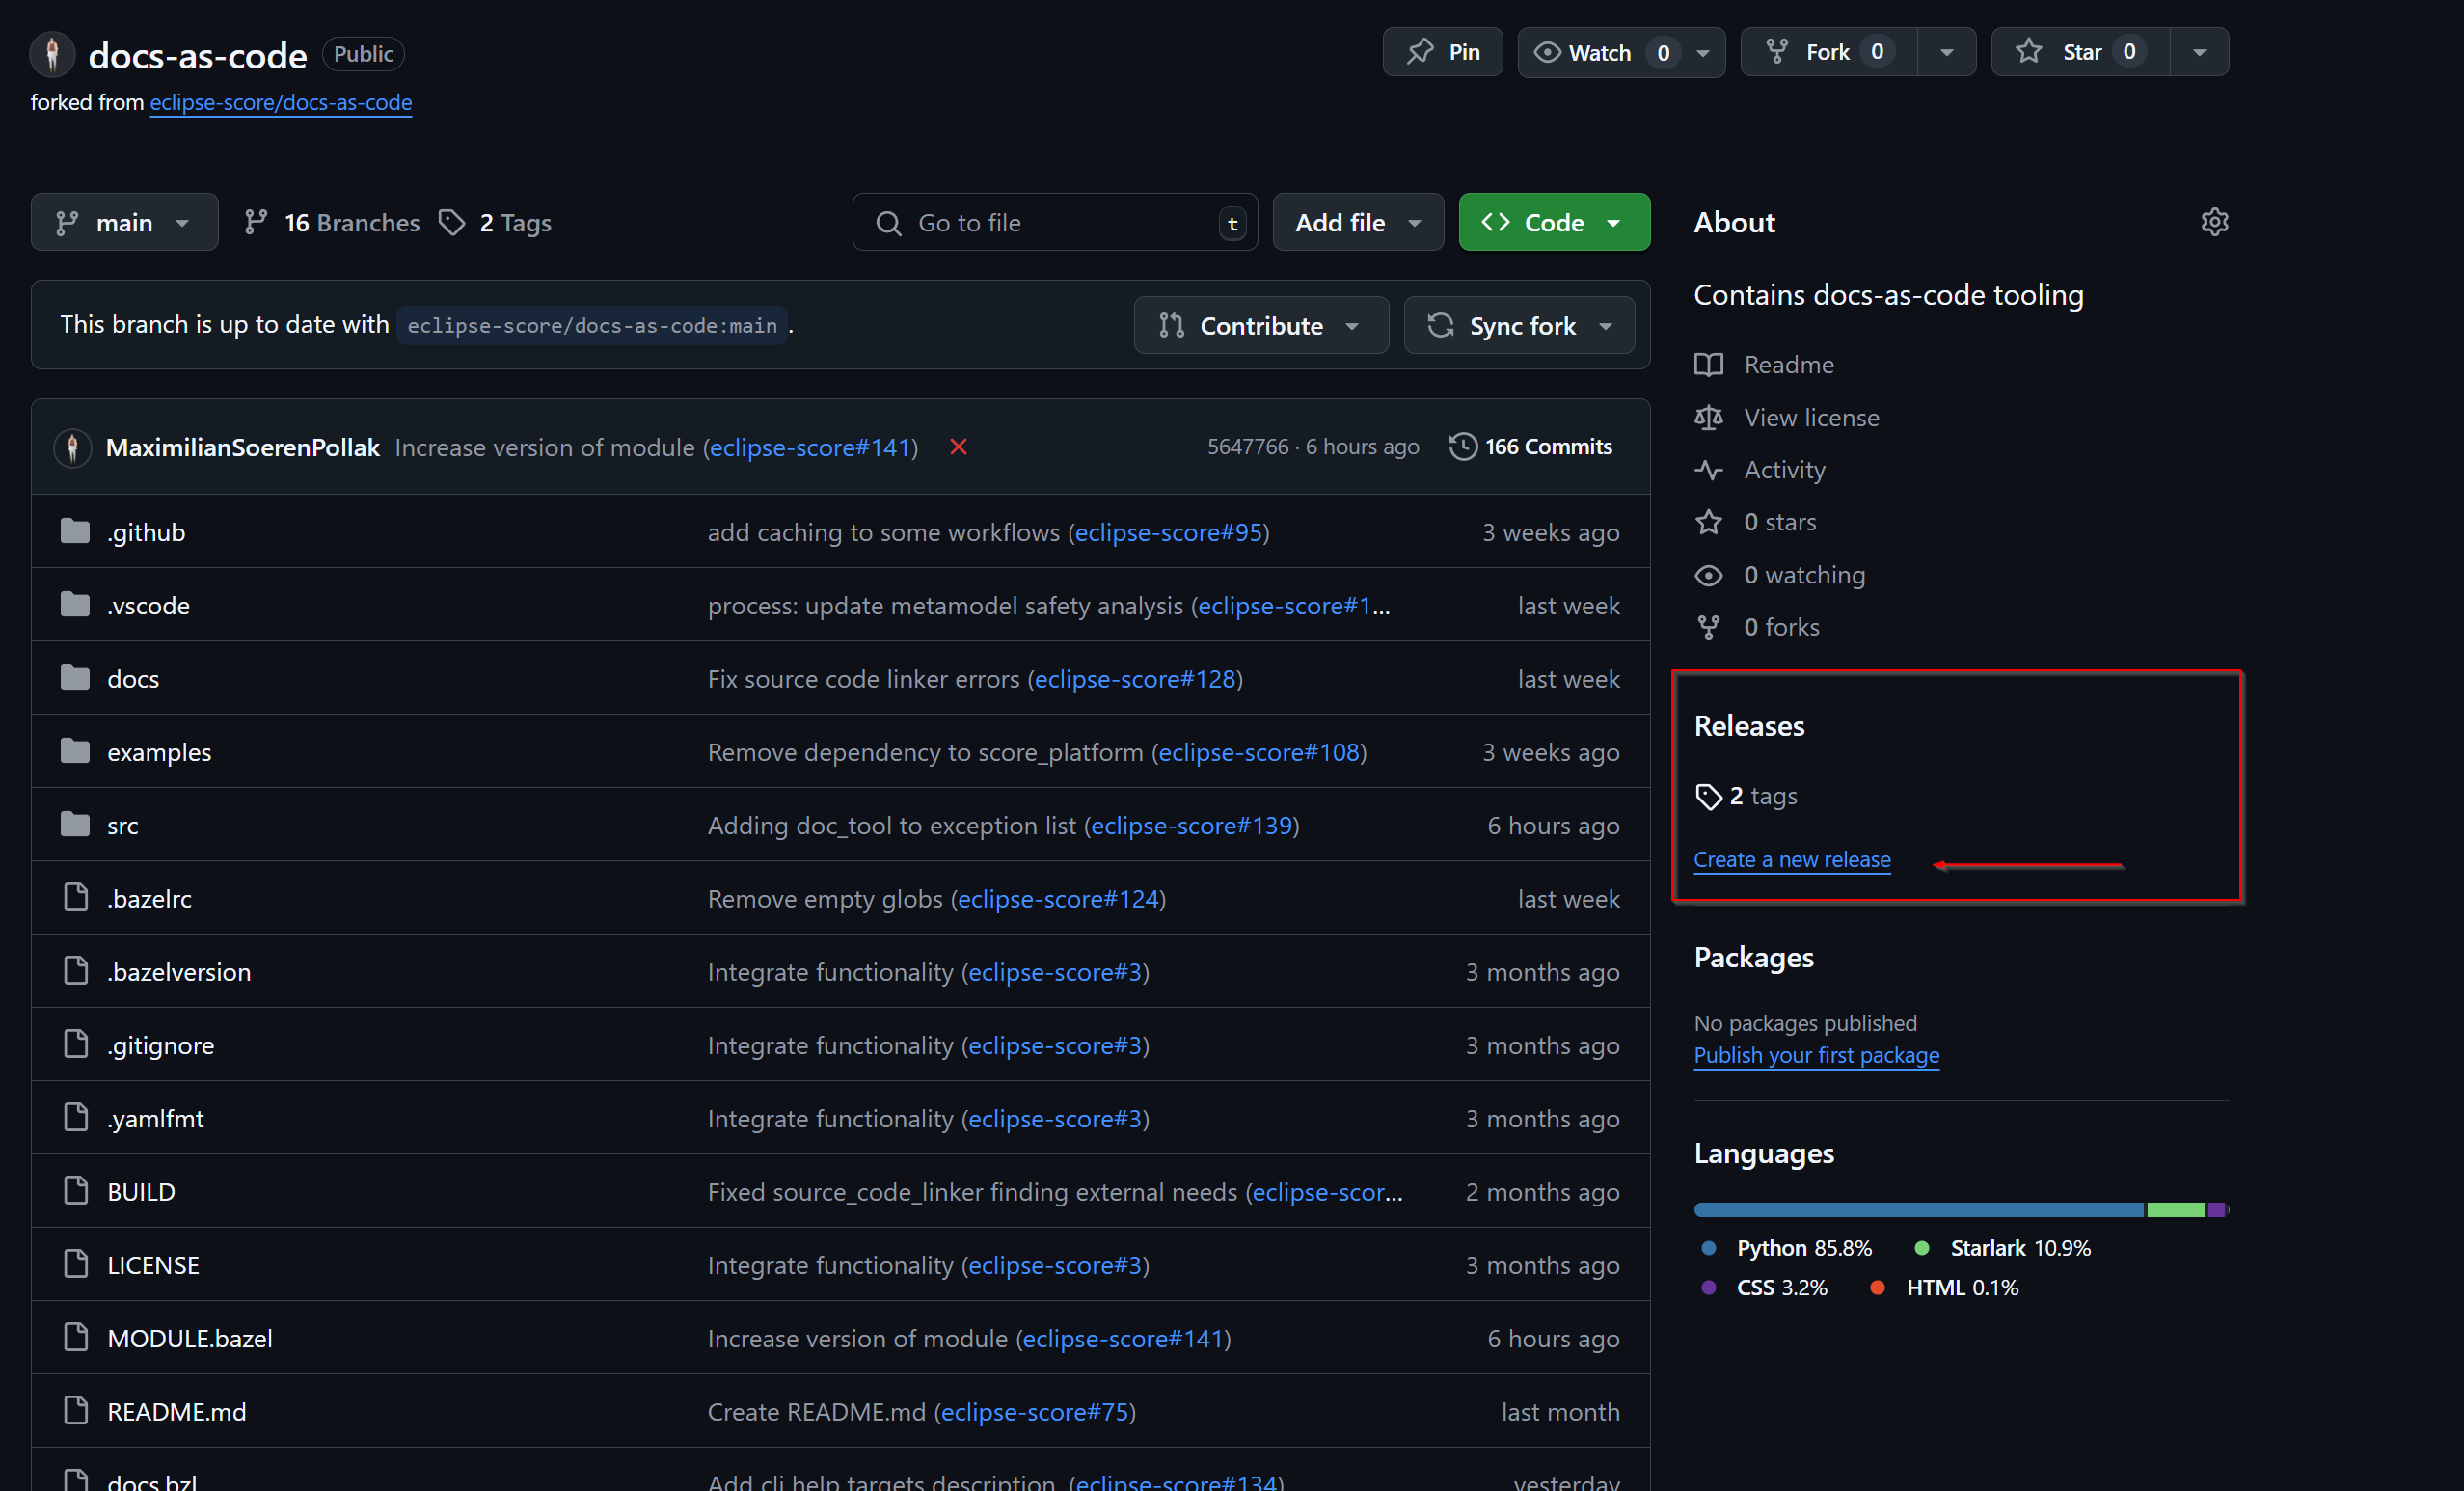 docs-as-code Public
Pin Watch 0 Fork 0 Star 0
forked from eclipse-score/docs-as-code
main 16 Branches 2 Tags Go to file t Add file Code
This branch is up to date with eclipse-score/docs-as-code:main . Contribute Sync fork
MaximilianSoerenPollak Increase version of module (eclipse-score#141) 5647766 · 6 hours ago 166 Commits
.github add caching to some workflows (eclipse-score#95) 3 weeks ago
.vscode process: update metamodel safety analysis (eclipse-score#1... last week
docs Fix source code linker errors (eclipse-score#128) last week
examples Remove dependency to score_platform (eclipse-score#108) 3 weeks ago
src Adding doc_tool to exception list (eclipse-score#139) 6 hours ago
.bazelrc Remove empty globs (eclipse-score#124) last week
.bazelversion Integrate functionality (eclipse-score#3) 3 months ago
.gitignore Integrate functionality (eclipse-score#3) 3 months ago
.yamlfmt Integrate functionality (eclipse-score#3) 3 months ago
BUILD Fixed source_code_linker finding external needs (eclipse-scor... 2 months ago
LICENSE Integrate functionality (eclipse-score#3) 3 months ago
MODULE.bazel Increase version of module (eclipse-score#141) 6 hours ago
README.md Create README.md (eclipse-score#75) last month
docs.bzl Add cli help targets description. (eclipse-score#134) yesterday
About
Contains docs-as-code tooling
Readme
View license
Activity
0 stars
0 watching
0 forks
Releases
2 tags
Create a new release
Packages
No packages published
Publish your first package
Languages
Python 85.8% Starlark 10.9%
CSS 3.2% HTML 0.1%